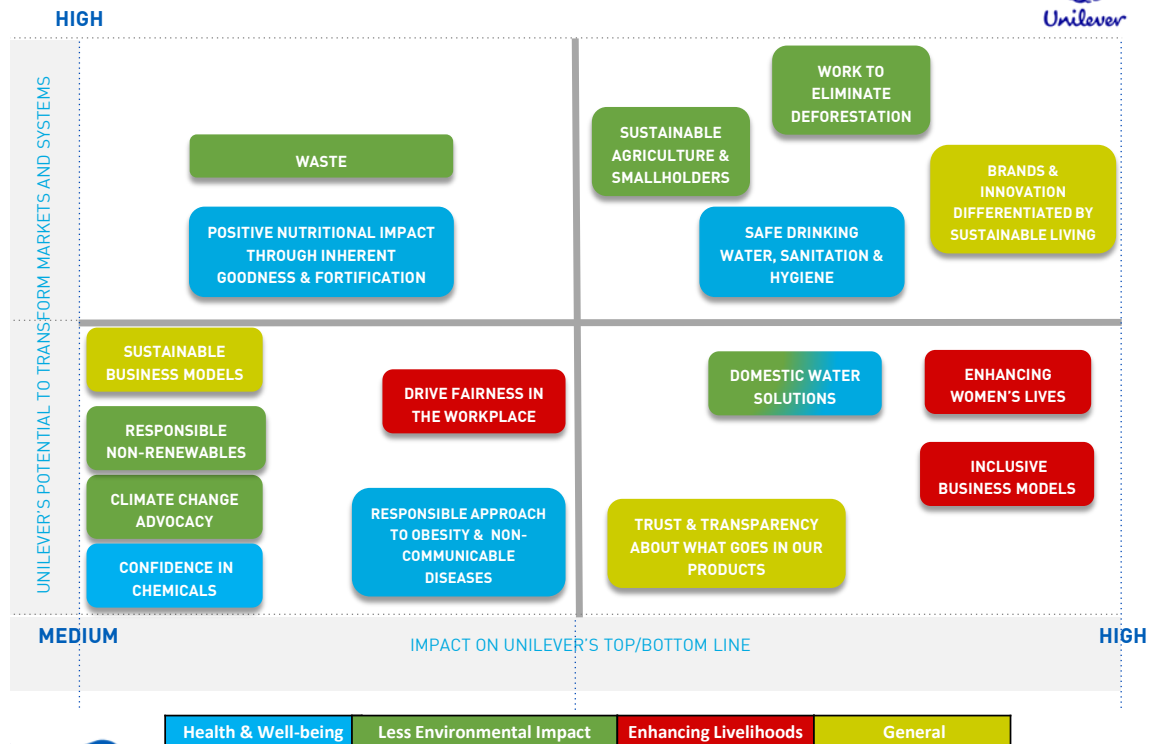 HIGH
Unilever
UNILEVER'S POTENTIAL TO TRANSFORM MARKETS AND SYSTEMS
WORK TO
ELIMINATE
DEFORESTATION
SUSTAINABLE
AGRICULTURE &
SMALLHOLDERS
WASTE
BRANDS &
INNOVATION
DIFFERENTIATED BY
SUSTAINABLE LIVING
POSITIVE NUTRITIONAL IMPACT
THROUGH INHERENT
GOODNESS & FORTIFICATION
SAFE DRINKING
WATER, SANITATION &
HYGIENE
SUSTAINABLE
BUSINESS MODELS
DRIVE FAIRNESS IN
THE WORKPLACE
DOMESTIC WATER
SOLUTIONS
ENHANCING
WOMEN'S LIVES
RESPONSIBLE
NON-RENEWABLES
INCLUSIVE
BUSINESS MODELS
CLIMATE CHANGE
ADVOCACY
RESPONSIBLE APPROACH
TO OBESITY & NON-
COMMUNICABLE
DISEASES
TRUST & TRANSPARENCY
ABOUT WHAT GOES IN OUR
PRODUCTS
CONFIDENCE IN
CHEMICALS
MEDIUM
IMPACT ON UNILEVER'S TOP/BOTTOM LINE
HIGH
Health & Well-being
Less Environmental Impact
Enhancing Livelihoods
General